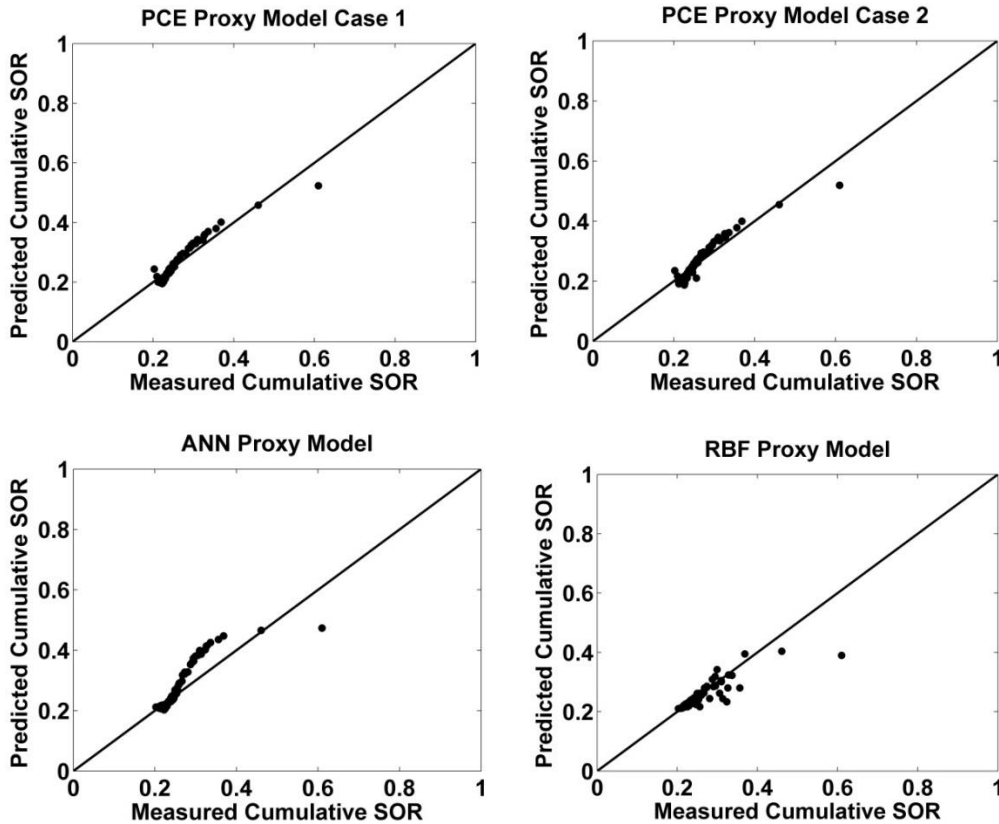 PCE Proxy Model Case 1
Predicted Cumulative SOR
1
0.8
0.6
0.4
0.2
0
0 0.2 0.4 0.6 0.8 1
Measured Cumulative SOR
PCE Proxy Model Case 2
Predicted Cumulative SOR
1
0.8
0.6
0.4
0.2
0
0 0.2 0.4 0.6 0.8 1
Measured Cumulative SOR
ANN Proxy Model
Predicted Cumulative SOR
1
0.8
0.6
0.4
0.2
0
0 0.2 0.4 0.6 0.8 1
Measured Cumulative SOR
RBF Proxy Model
Predicted Cumulative SOR
1
0.8
0.6
0.4
0.2
0
0 0.2 0.4 0.6 0.8 1
Measured Cumulative SOR